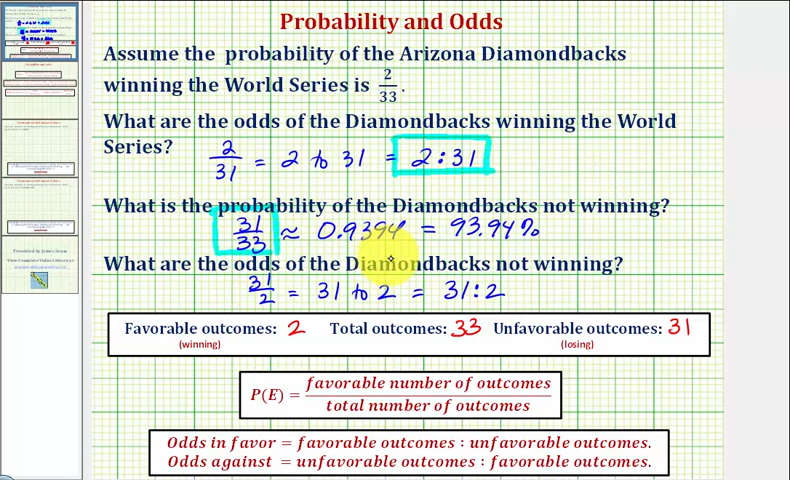 Probability and Odds
Assume the probability of the Arizona Diamondbacks
winning the World Series is 2/33.
What are the odds of the Diamondbacks winning the World
Series? 2/31 = 2 to 31 = 2:31
What is the probability of the Diamondbacks not winning?
31/33 ≈ 0.9394 = 93.94%
What are the odds of the Diamondbacks not winning?
31/2 = 31 to 2 = 31:2
Favorable outcomes: 2 Total outcomes: 33 Unfavorable outcomes: 31
(winning) (losing)
P(E) = favorable number of outcomes / total number of outcomes
Odds in favor = favorable outcomes : unfavorable outcomes.
Odds against = unfavorable outcomes : favorable outcomes.